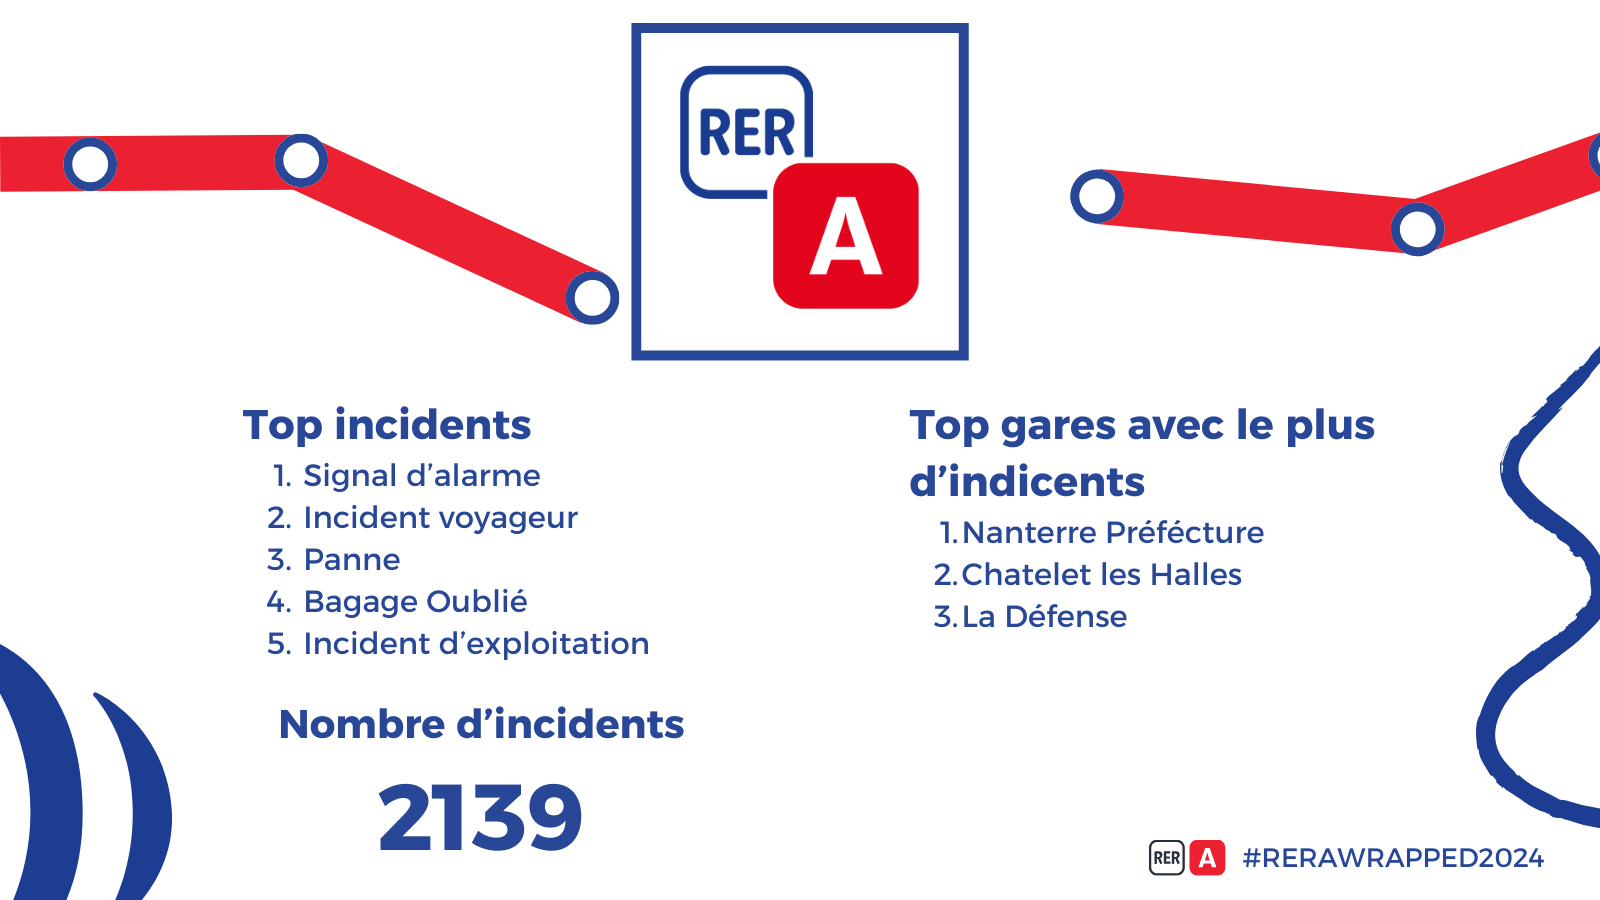 RER
A
Top incidents
1. Signal d’alarme
2. Incident voyageur
3. Panne
4. Bagage Oublié
5. Incident d’exploitation
Nombre d’incidents
2139
Top gares avec le plus
d’indicents
1. Nanterre Préfécture
2. Chatelet les Halles
3. La Défense
RER A #RERAWRAPPED2024